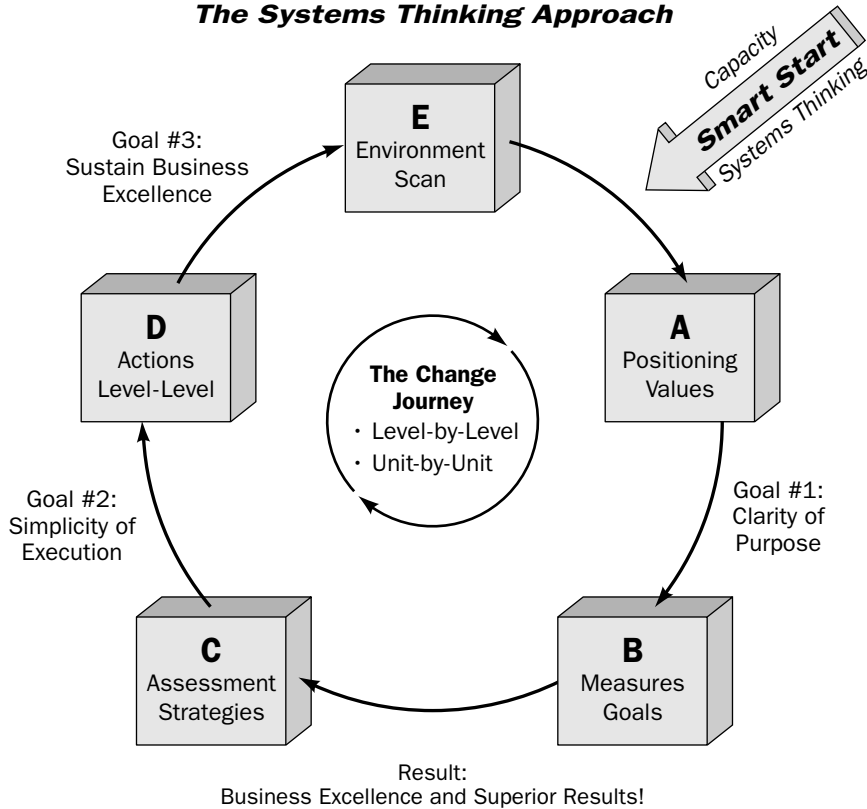 The Systems Thinking Approach
Capacity
Smart Start
Systems Thinking
E
Environment
Scan
Goal #3:
Sustain Business
Excellence
D
Actions
Level-Level
A
Positioning
Values
The Change
Journey
· Level-by-Level
· Unit-by-Unit
Goal #2:
Simplicity of
Execution
Goal #1:
Clarity of
Purpose
C
Assessment
Strategies
B
Measures
Goals
Result:
Business Excellence and Superior Results!